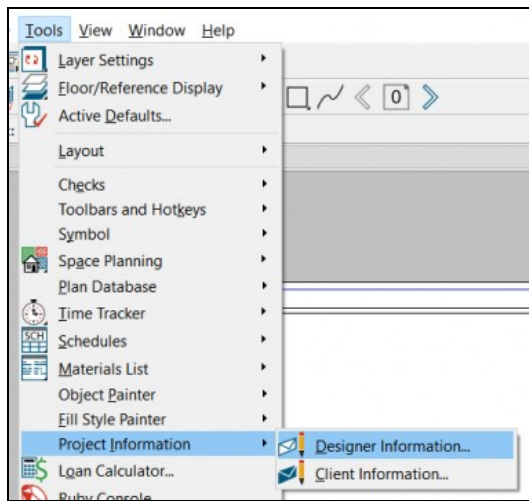 Tools View Window Help
Layer Settings
Floor/Reference Display
0
Active Defaults...
Layout
Checks
Toolbars and Hotkeys
Symbol
Space Planning
Plan Database
Time Tracker
SCH Schedules
Materials List
Object Painter
Fill Style Painter
Project Information
Designer Information...
Loan Calculator...
Client Information...
Ruby Console